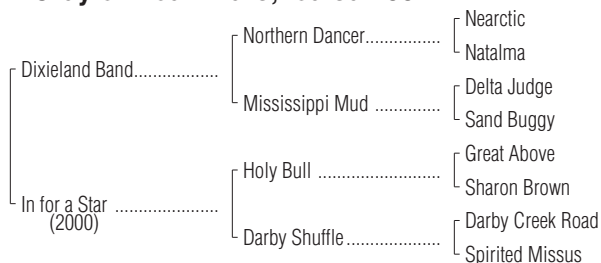 Nearctic
Northern Dancer..................
Natalma
Dixieland Band....................
Delta Judge
Mississippi Mud ...............
Sand Buggy
Great Above
Holy Bull ...........................
Sharon Brown
In for a Star ........................
(2000)
Darby Creek Road
Darby Shuffle.....................
Spirited Missus